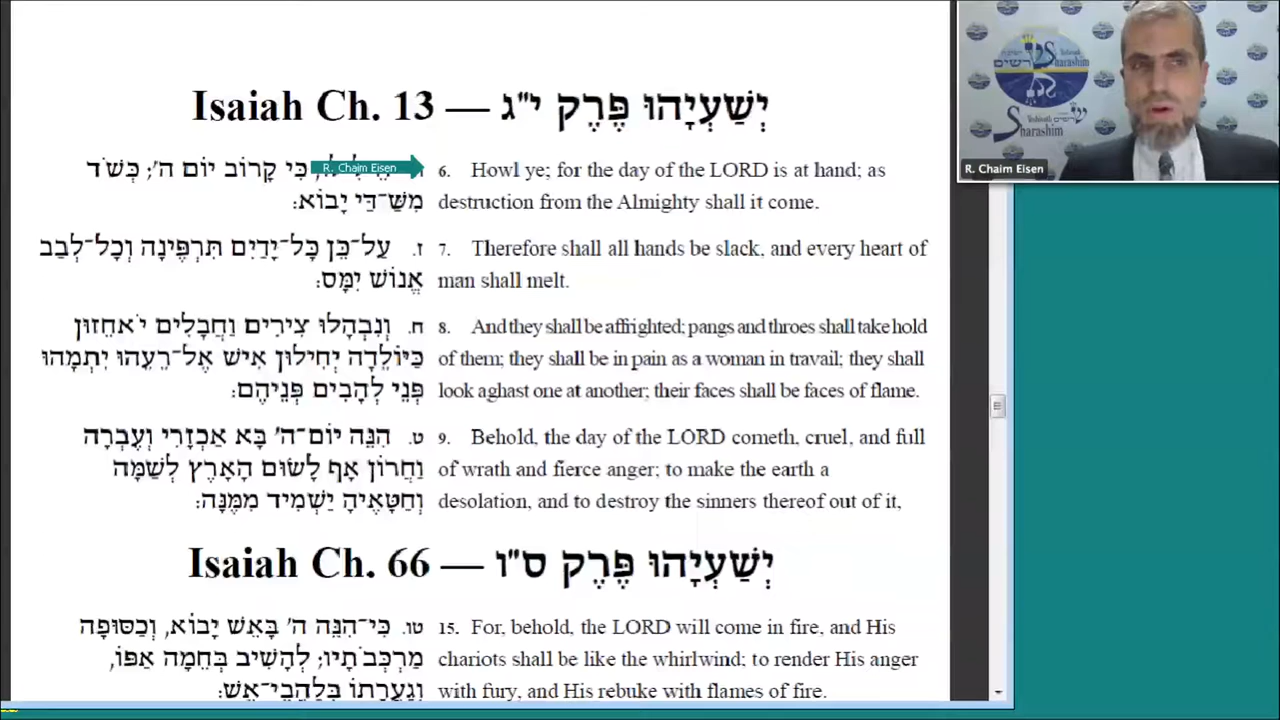 Isaiah Ch. 13 — יְשַׁעְיָהוּ פֶּרֶק י"ג
R. Chaim Eisen
כִּי קָרוֹב יוֹם ה'; כְּשֹׁד
מִשַּׁ־דַּי יָבוֹא:
6. Howl ye; for the day of the LORD is at hand; as
destruction from the Almighty shall it come.
ז. עַל־כֵּן כָּל־יָדַיִם תִּרְפֶּינָה וְכָל־לְבַב
אֱנוֹשׁ יִמָּס:
7. Therefore shall all hands be slack, and every heart of
man shall melt.
ח. וְנִבְהָלוּ צִירִים וַחֲבָלִים יֹאחֵזוּן
כַּיּוֹלֵדָה יְחִילוּן אִישׁ אֶל־רֵעֵהוּ יִתְמָהוּ
פְּנֵי לְהָבִים פְּנֵיהֶם:
8. And they shall be affrighted; pangs and throes shall take hold
of them; they shall be in pain as a woman in travail; they shall
look aghast one at another; their faces shall be faces of flame.
ט. הִנֵּה יוֹם־ה' בָּא אַכְזָרִי וְעֶבְרָה
וַחֲרוֹן אָף לָשׂוּם הָאָרֶץ לְשַׁמָּה
וְחַטָּאֶיהָ יַשְׁמִיד מִמֶּנָּה:
9. Behold, the day of the LORD cometh, cruel, and full
of wrath and fierce anger; to make the earth a
desolation, and to destroy the sinners thereof out of it,
Isaiah Ch. 66 — יְשַׁעְיָהוּ פֶּרֶק ס"ו
טו. כִּי־הִנֵּה ה' בָּאֵשׁ יָבוֹא, וְכַסּוּפָה
מַרְכְּבֹתָיו; לְהָשִׁיב בְּחֵמָה אַפּוֹ,
וְגַעֲרָתוֹ בְּלַהֲבֵי־אֵשׁ:
15. For, behold, the LORD will come in fire, and His
chariots shall be like the whirlwind; to render His anger
with fury, and His rebuke with flames of fire.
Yeshivath
Sharashim
שרשים
Yeshivath
Sharashim
R. Chaim Eisen